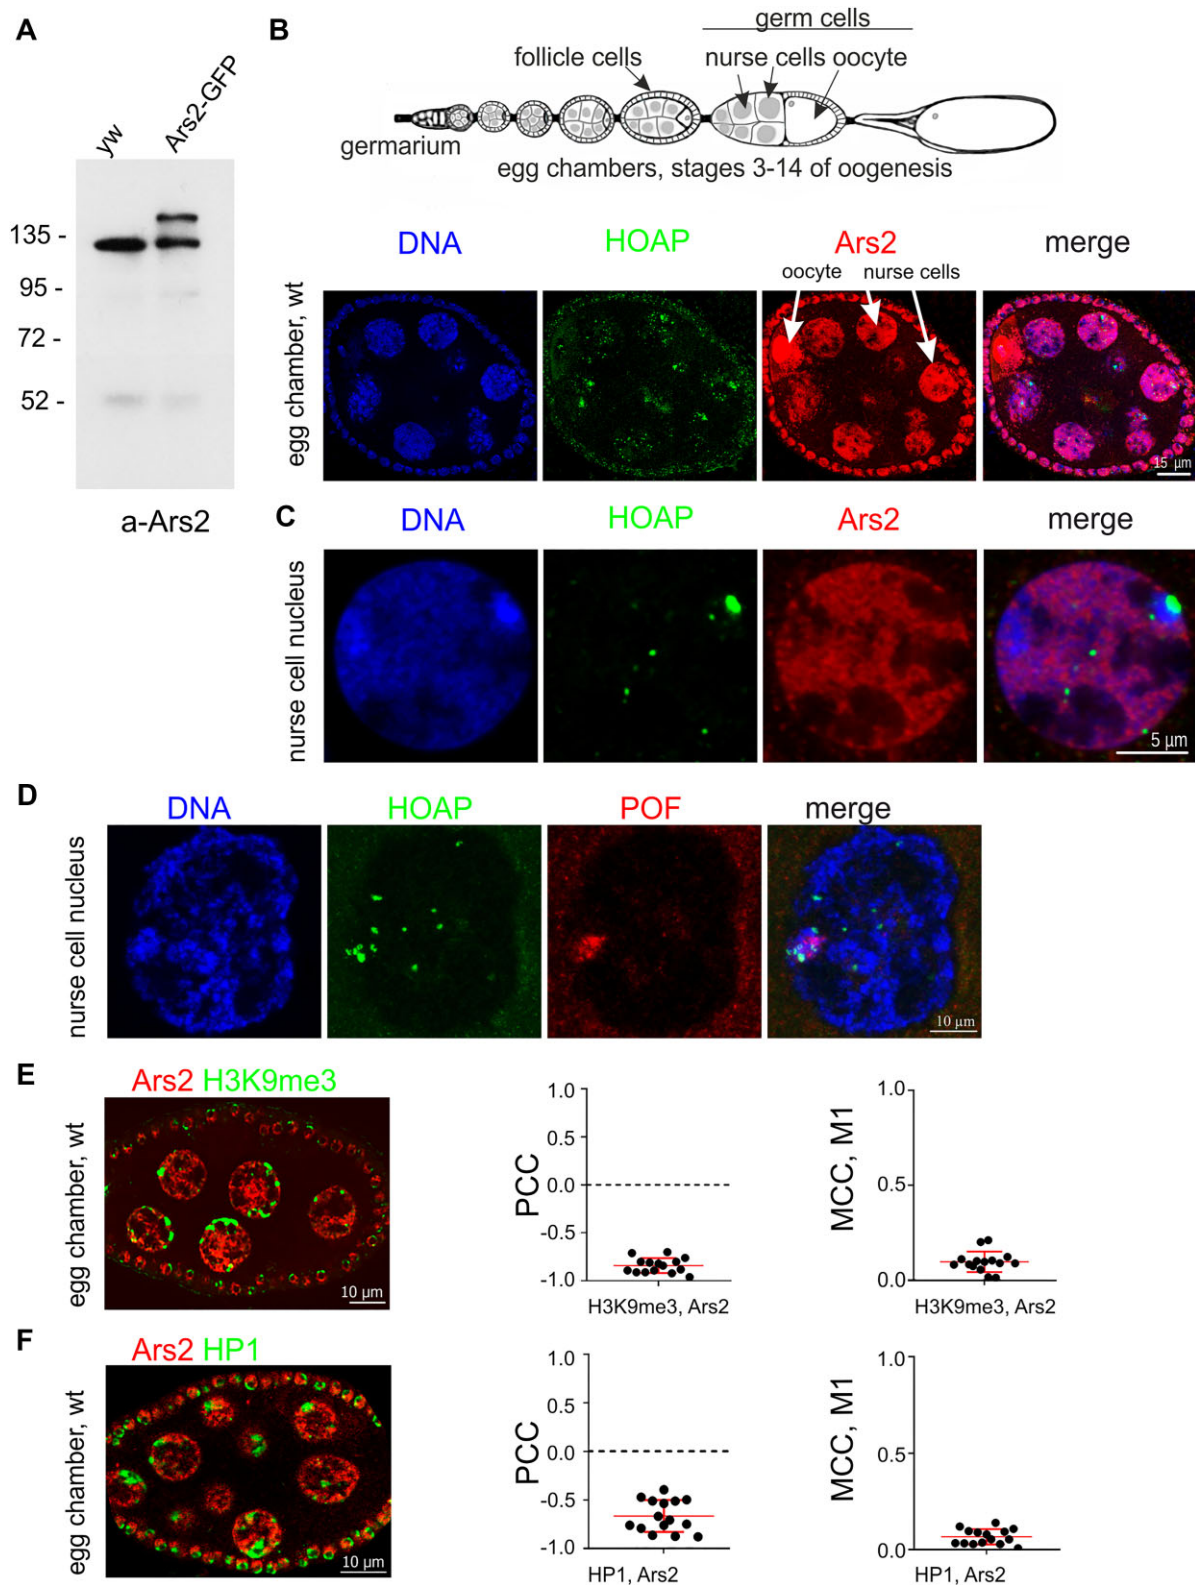 A
yw
Ars2-GFP
135 -
95 -
72 -
52 -
a-Ars2
B
germ cells
follicle cells
nurse cells oocyte
germarium
egg chambers, stages 3-14 of oogenesis
DNA
HOAP
Ars2
merge
oocyte
nurse cells
egg chamber, wt
15 µm
C
DNA
HOAP
Ars2
merge
nurse cell nucleus
5 µm
D
DNA
HOAP
POF
merge
nurse cell nucleus
10 µm
E
Ars2 H3K9me3
egg chamber, wt
10 µm
PCC
1.0
0.5
0.0
-0.5
-1.0
H3K9me3, Ars2
MCC, M1
1.0
0.5
0.0
H3K9me3, Ars2
F
Ars2 HP1
egg chamber, wt
10 µm
PCC
1.0
0.5
0.0
-0.5
-1.0
HP1, Ars2
MCC, M1
1.0
0.5
0.0
HP1, Ars2